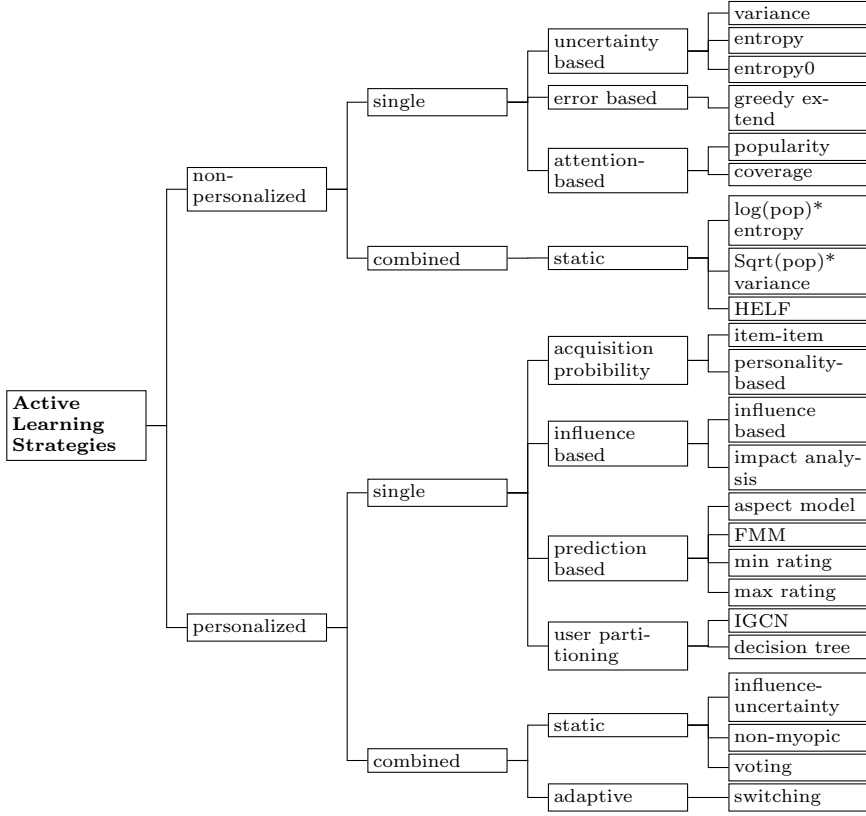 variance
uncertainty
based
entropy
entropy0
single
error based
greedy ex-
tend
non-
personalized
attention-
based
popularity
coverage
log(pop)*
entropy
combined
static
Sqrt(pop)*
variance
HELF
acquisition
probibility
item-item
personality-
based
Active
Learning
Strategies
influence
based
influence
based
impact analy-
sis
single
aspect model
prediction
based
FMM
min rating
max rating
personalized
user parti-
tioning
IGCN
decision tree
influence-
uncertainty
static
non-myopic
combined
voting
adaptive
switching